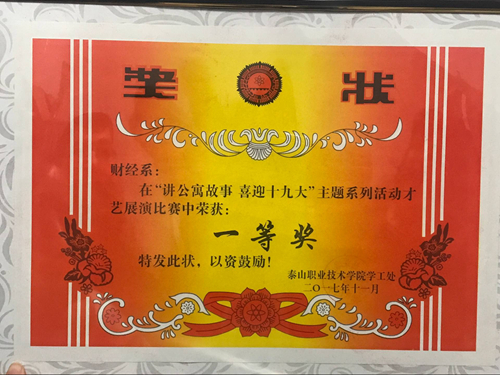 奖 状
财经系:
在“讲公寓故事 喜迎十九大”主题系列活动才
艺展演比赛中荣获:
一等奖
特发此状,以资鼓励!
泰山职业技术学院学工处
二〇一七年十一月